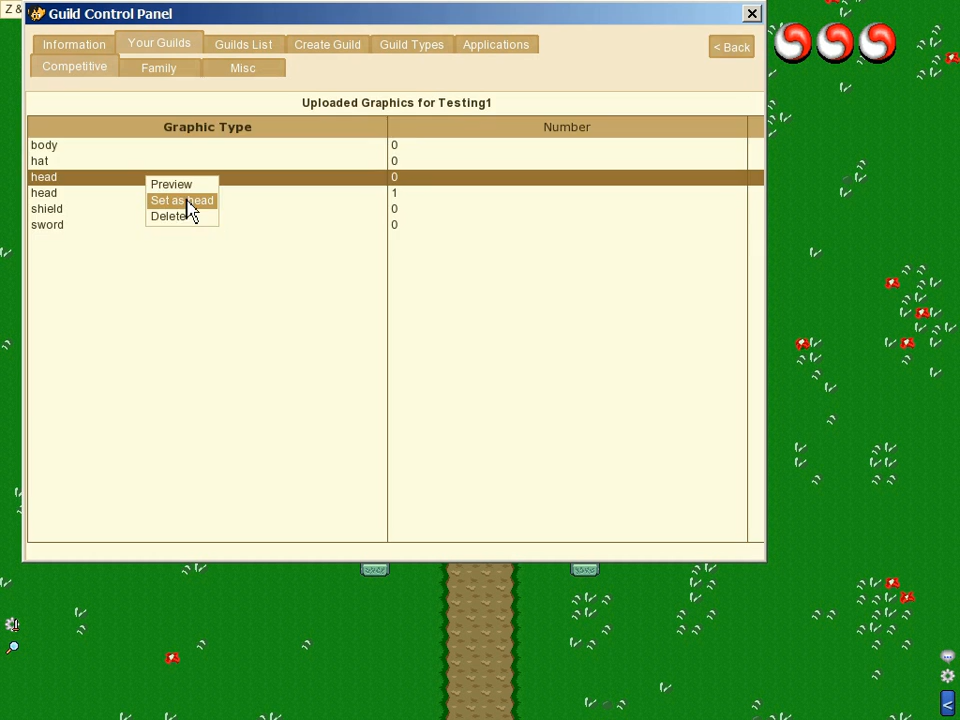 Z &
Guild Control Panel
Information Your Guilds Guilds List Create Guild Guild Types Applications < Back
Competitive Family Misc
Uploaded Graphics for Testing1
Graphic Type Number
body 0
hat 0
head 0
head 1
shield 0
sword 0
Preview
Set as head
Delete